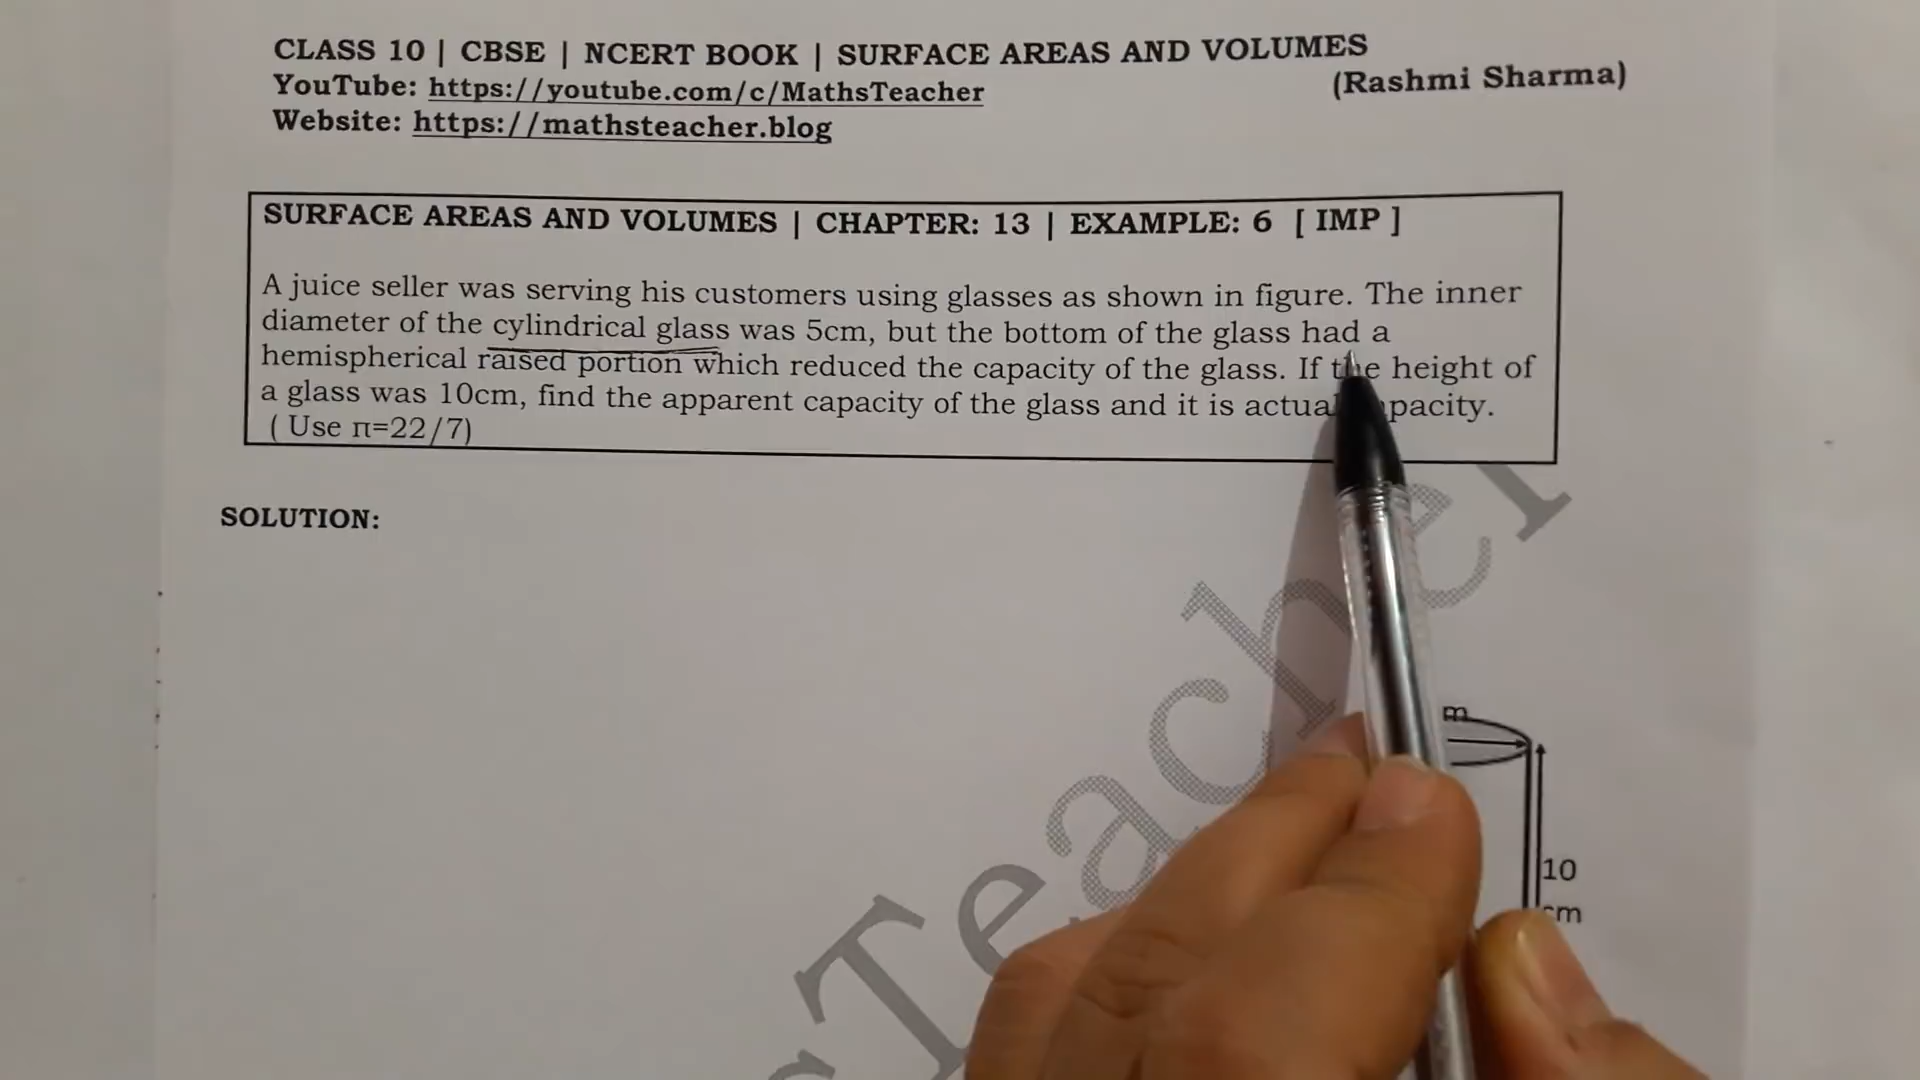 CLASS 10 | CBSE | NCERT BOOK | SURFACE AREAS AND VOLUMES
(Rashmi Sharma)
YouTube: https://youtube.com/c/MathsTeacher
Website: https://mathsteacher.blog
SURFACE AREAS AND VOLUMES | CHAPTER: 13 | EXAMPLE: 6 [ IMP ]
A juice seller was serving his customers using glasses as shown in figure. The inner
diameter of the cylindrical glass was 5cm, but the bottom of the glass had a
hemispherical raised portion which reduced the capacity of the glass. If the height of
a glass was 10cm, find the apparent capacity of the glass and it is actual capacity.
( Use π=22/7)
SOLUTION:
m
10
cm
sTeacher